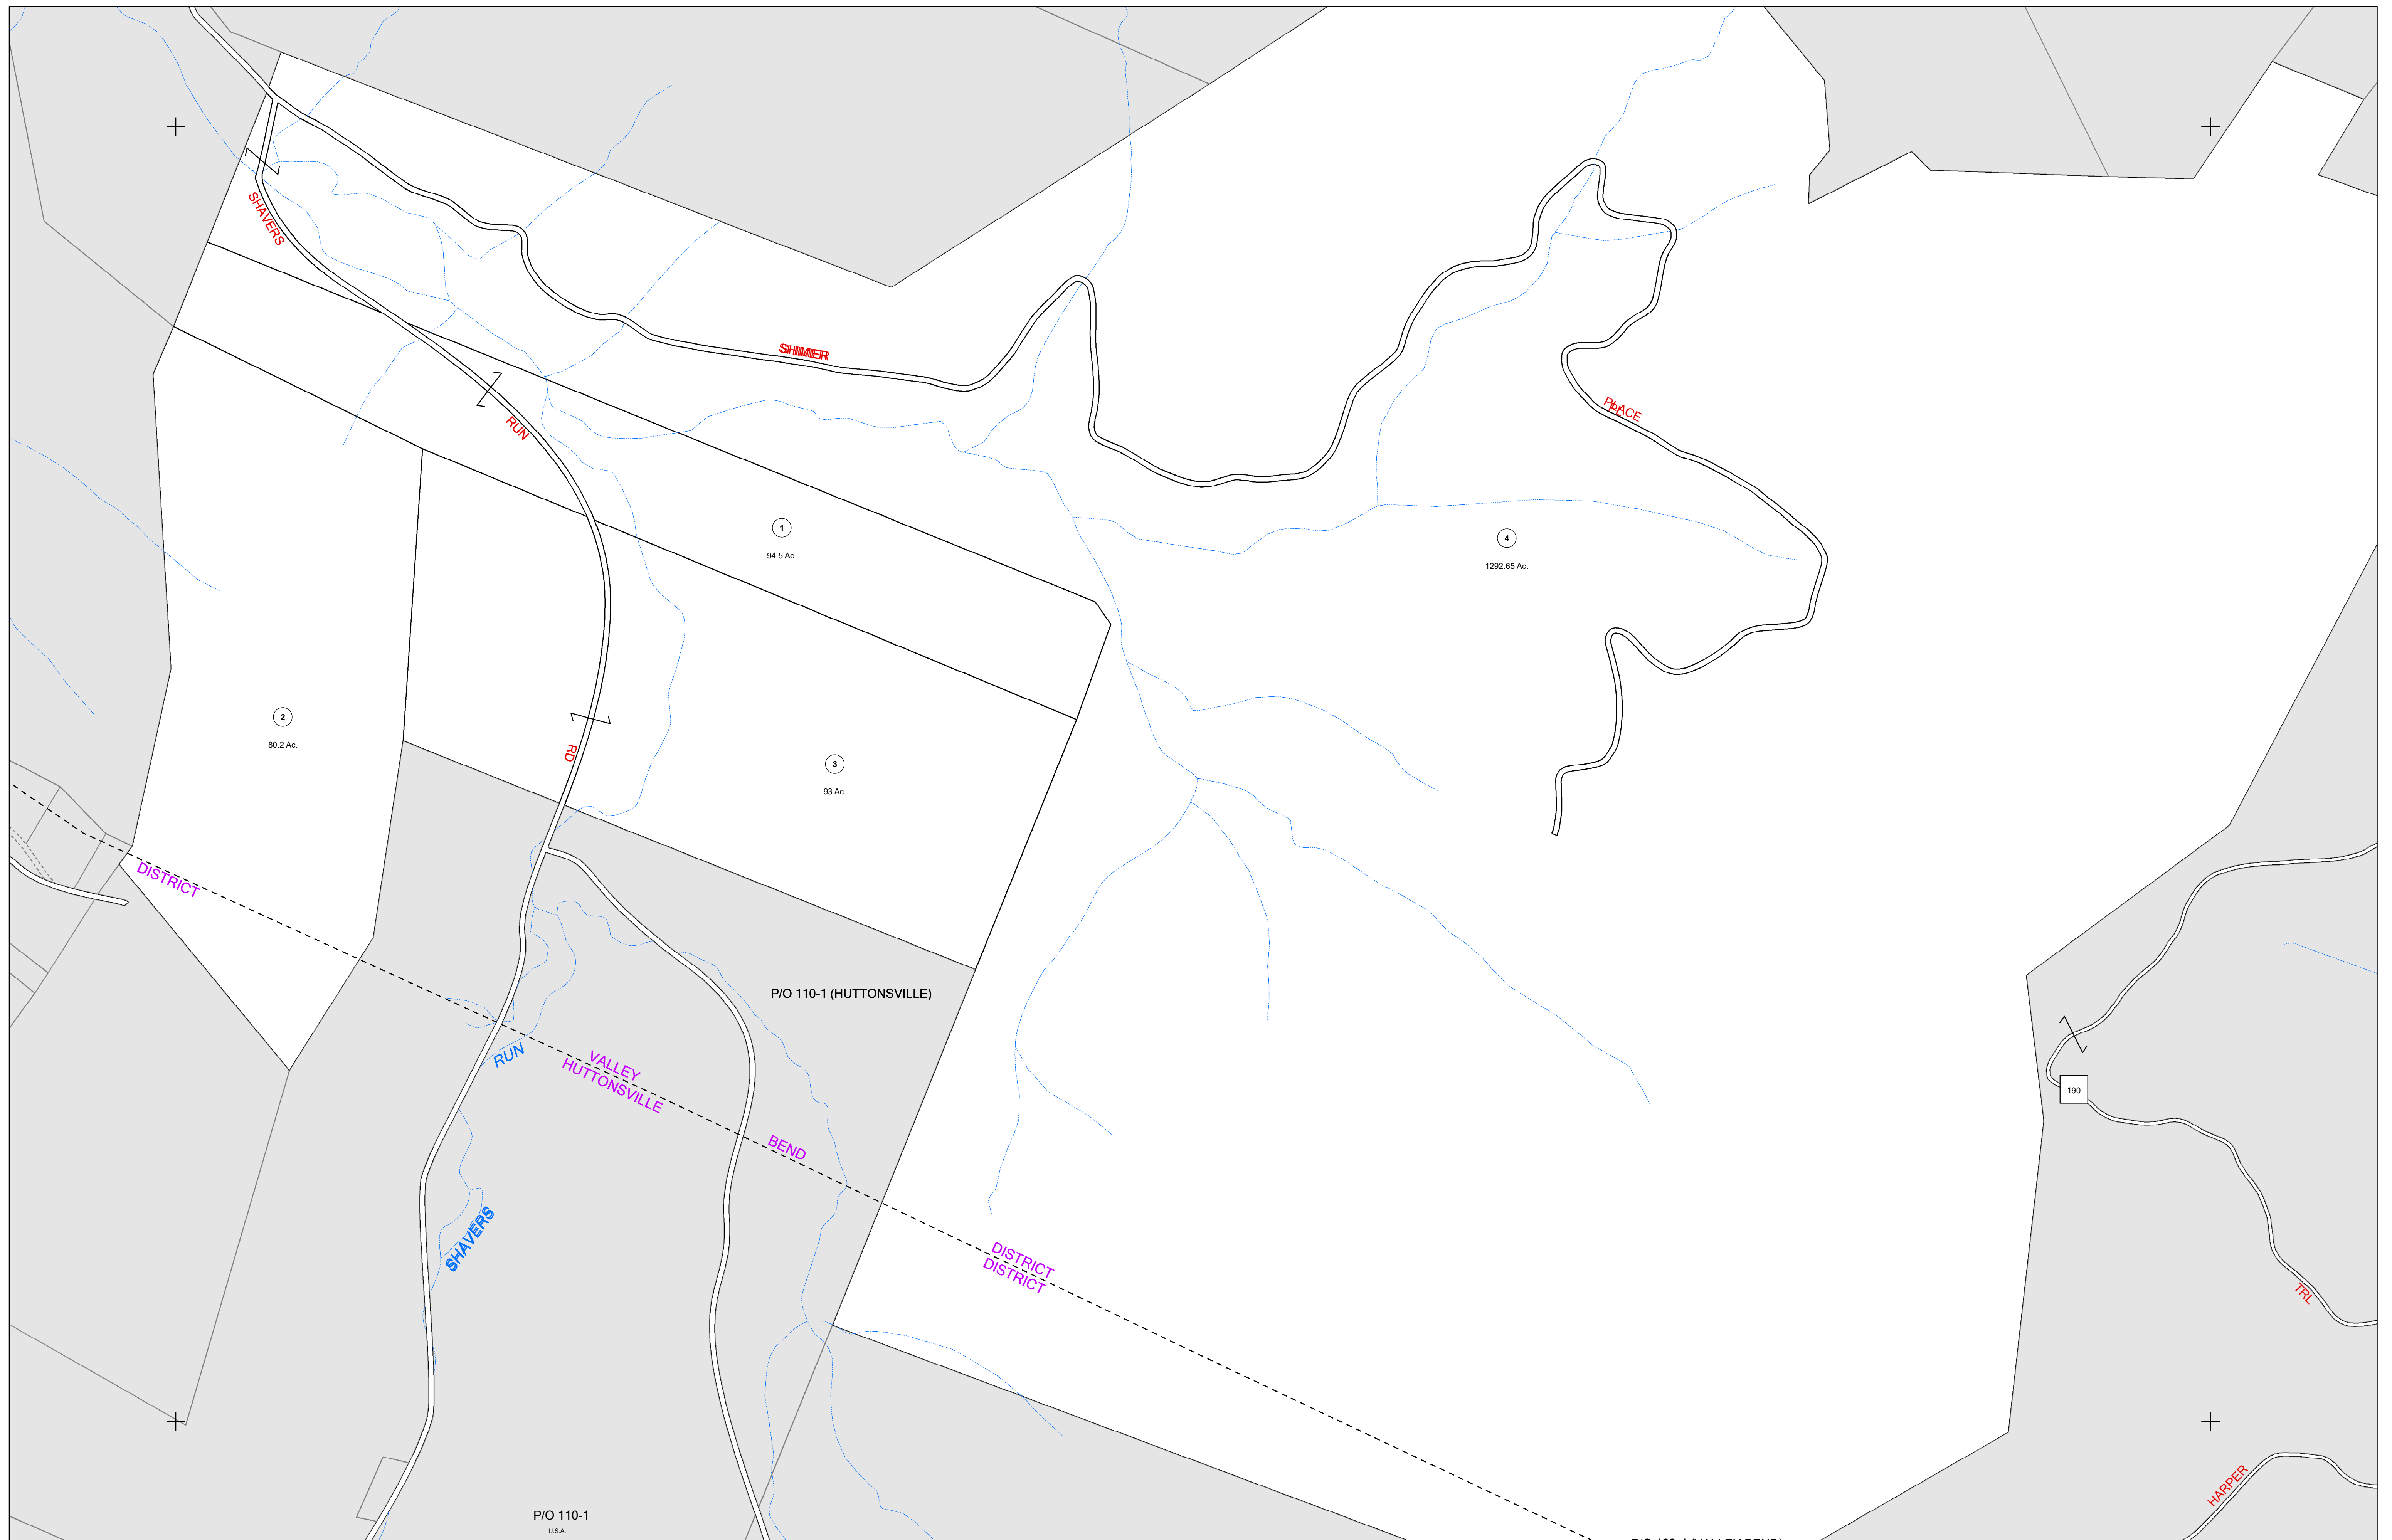 SHAVERS
SHIMER
PLACE
RUN
1
94.5 Ac.
4
1292.65 Ac.
2
80.2 Ac.
RD
3
93 Ac.
DISTRICT
P/O 110-1 (HUTTONSVILLE)
RUN
VALLEY
HUTTONSVILLE
190
BEND
SHAVERS
DISTRICT
DISTRICT
TRL
HARPER
P/O 110-1
U.S.A.